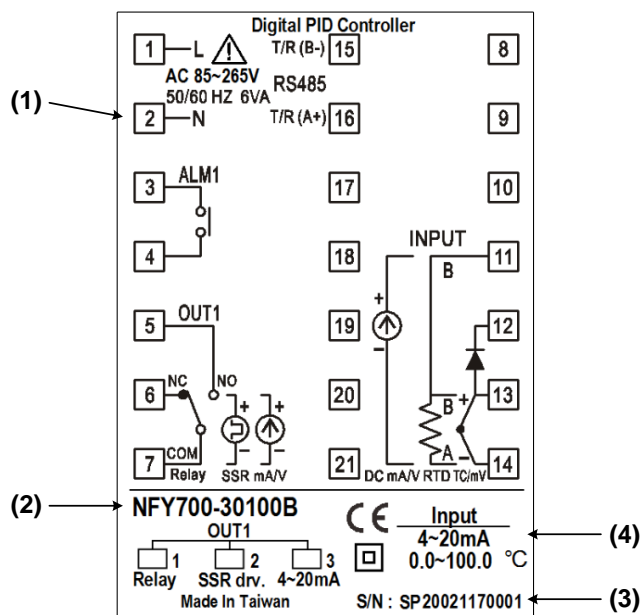 Digital PID Controller
1 L T/R (B-) 15 8
AC 85~265V
50/60 HZ 6VA RS485
(1) 2 N T/R (A+) 16 9
3 ALM1 17 10
4 18 INPUT 11
B
+
5 OUT1 19 12
-
6 NC NO 20 13
+ + B +
- - A -
7 COM 21 14
Relay SSR mA/V DC mA/V RTD TC/mV
(2) NFY700-30100B
CE Input
OUT1 4~20mA (4)
1 2 3 0.0~100.0 °C
Relay SSR drv. 4~20mA
Made In Taiwan S/N : SP20021170001 (3)